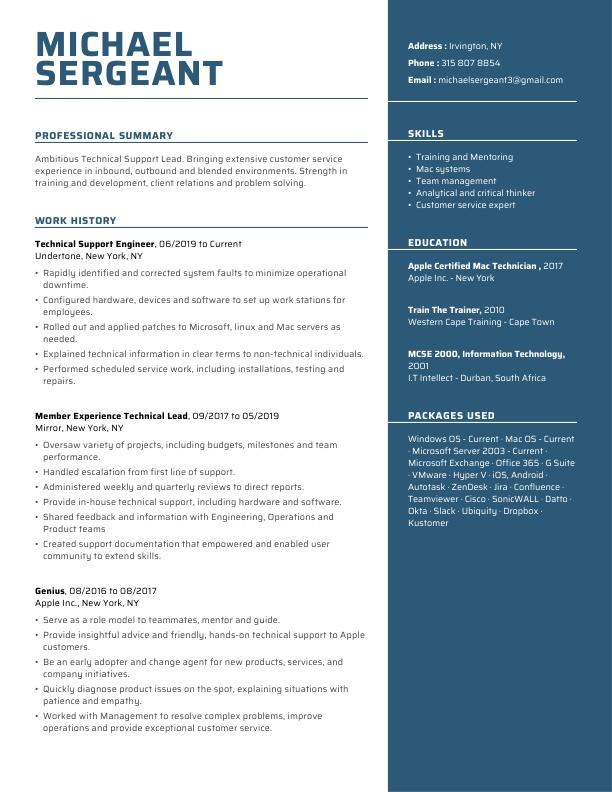 MICHAEL
SERGEANT
PROFESSIONAL SUMMARY
Ambitious Technical Support Lead. Bringing extensive customer service
experience in inbound, outbound and blended environments. Strength in
training and development, client relations and problem solving.
WORK HISTORY
Technical Support Engineer, 06/2019 to Current
Undertone, New York, NY
• Rapidly identified and corrected system faults to minimize operational
downtime.
• Configured hardware, devices and software to set up work stations for
employees.
• Rolled out and applied patches to Microsoft, linux and Mac servers as
needed.
• Explained technical information in clear terms to non-technical individuals.
• Performed scheduled service work, including installations, testing and
repairs.
Member Experience Technical Lead, 09/2017 to 05/2019
Mirror, New York, NY
• Oversaw variety of projects, including budgets, milestones and team
performance.
• Handled escalation from first line of support.
• Administered weekly and quarterly reviews to direct reports.
• Provide in-house technical support, including hardware and software.
• Shared feedback and information with Engineering, Operations and
Product teams
• Created support documentation that empowered and enabled user
community to extend skills.
Genius, 08/2016 to 08/2017
Apple Inc., New York, NY
• Serve as a role model to teammates, mentor and guide.
• Provide insightful advice and friendly, hands-on technical support to Apple
customers.
• Be an early adopter and change agent for new products, services, and
company initiatives.
• Quickly diagnose product issues on the spot, explaining situations with
patience and empathy.
• Worked with Management to resolve complex problems, improve
operations and provide exceptional customer service.
Address : Irvington, NY
Phone : 315 807 8854
Email : michaelsergeant3@gmail.com
SKILLS
• Training and Mentoring
• Mac systems
• Team management
• Analytical and critical thinker
• Customer service expert
EDUCATION
Apple Certified Mac Technician , 2017
Apple Inc. - New York
Train The Trainer, 2010
Western Cape Training - Cape Town
MCSE 2000, Information Technology,
2001
I.T Intellect - Durban, South Africa
PACKAGES USED
Windows OS - Current · Mac OS - Current
· Microsoft Server 2003 - Current ·
Microsoft Exchange · Office 365 · G Suite
· VMware · Hyper V · iOS, Android ·
Autotask · ZenDesk · Jira · Confluence ·
Teamviewer · Cisco · SonicWALL · Datto ·
Okta · Slack · Ubiquity · Dropbox ·
Kustomer